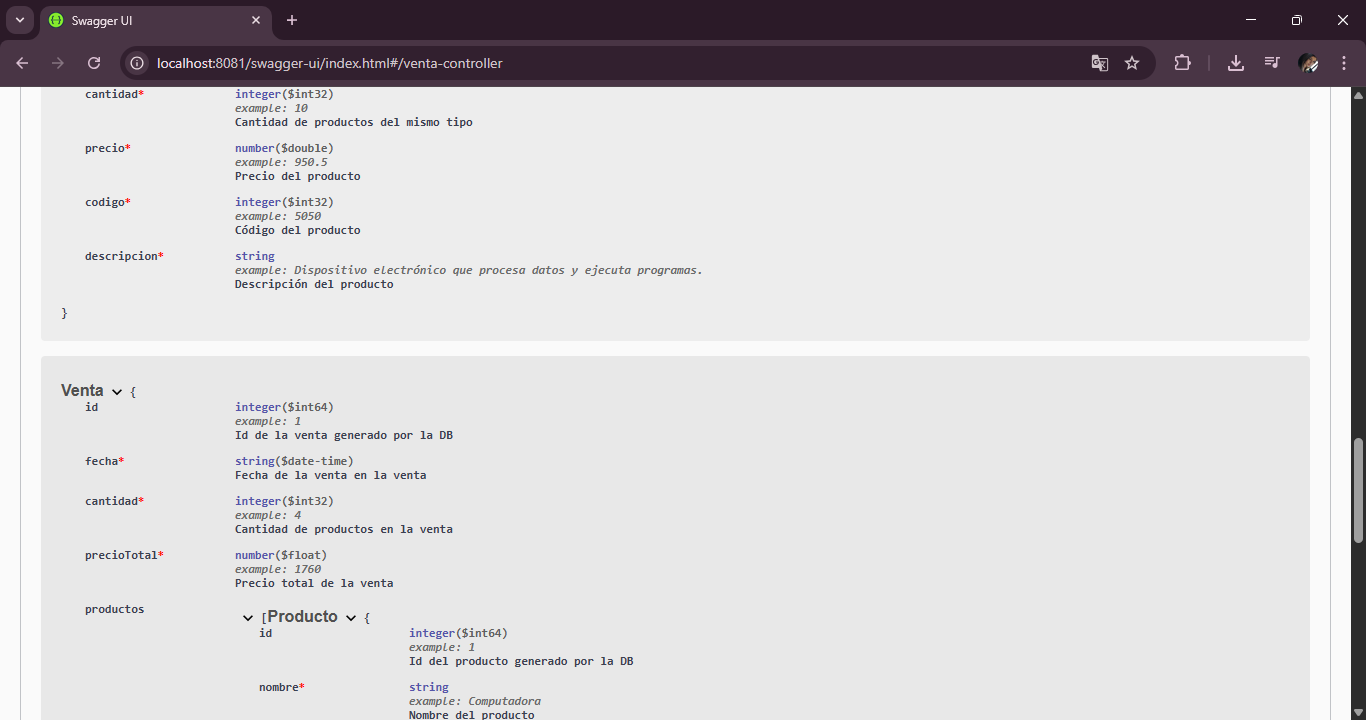 Swagger UI
localhost:8081/swagger-ui/index.html#/venta-controller
cantidad* integer($int32)
example: 10
Cantidad de productos del mismo tipo
precio* number($double)
example: 950.5
Precio del producto
codigo* integer($int32)
example: 5050
Código del producto
descripcion* string
example: Dispositivo electrónico que procesa datos y ejecuta programas.
Descripción del producto
}
Venta {
id integer($int64)
example: 1
Id de la venta generado por la DB
fecha* string($date-time)
Fecha de la venta en la venta
cantidad* integer($int32)
example: 4
Cantidad de productos en la venta
precioTotal* number($float)
example: 1760
Precio total de la venta
productos [Producto {
id integer($int64)
example: 1
Id del producto generado por la DB
nombre* string
example: Computadora
Nombre del producto